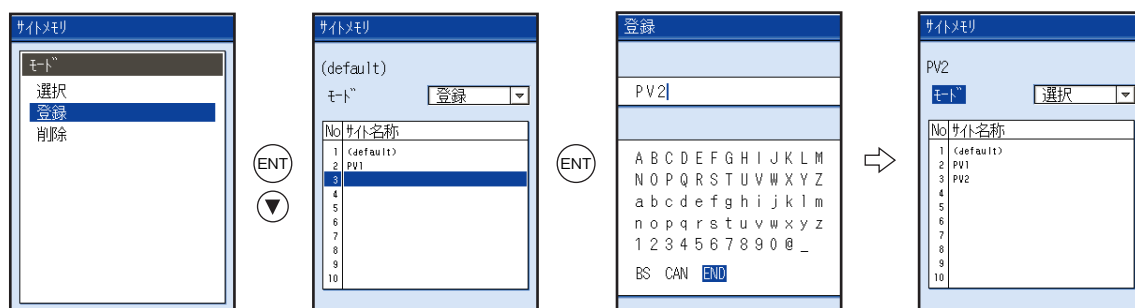 サイトメモリ
モード
選択
登録
削除
ENT
▼
サイトメモリ
(default)
モード 登録 ▼
No サイト名称
1 (default)
2 PV1
3
4
5
6
7
8
9
10
ENT
登録
PV2
A B C D E F G H I J K L M
N O P Q R S T U V W X Y Z
a b c d e f g h i j k l m
n o p q r s t u v w x y z
1 2 3 4 5 6 7 8 9 0 @ _
BS CAN END
サイトメモリ
PV2
モード 選択 ▼
No サイト名称
1 (default)
2 PV1
3 PV2
4
5
6
7
8
9
10